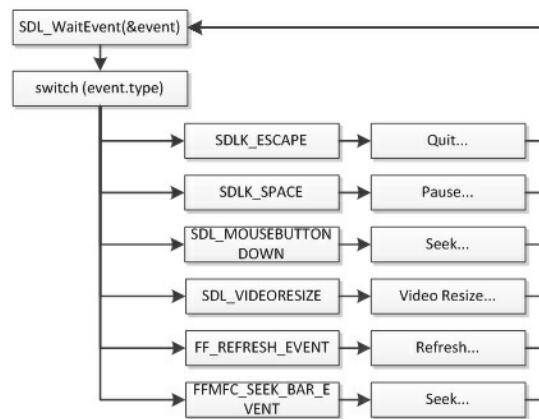 SDL_WaitEvent(&event)
switch (event.type)
SDLK_ESCAPE
Quit...
SDLK_SPACE
Pause...
SDL_MOUSEBUTTON
DOWN
Seek...
SDL_VIDEORESIZE
Video Resize...
FF_REFRESH_EVENT
Refresh...
FFMFC_SEEK_BAR_E
VENT
Seek...